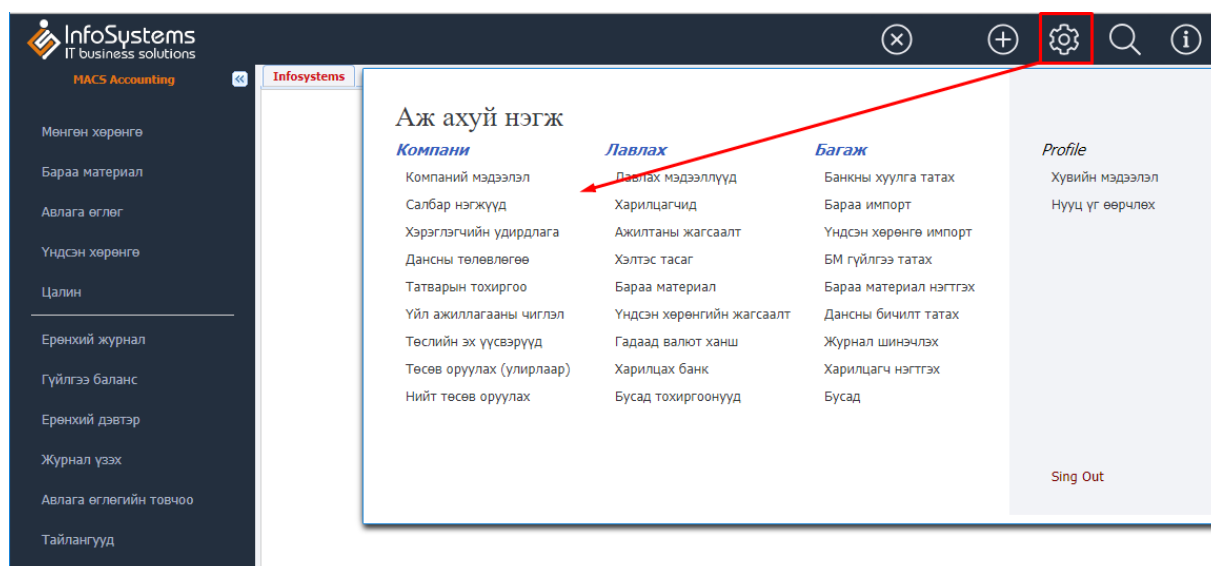 InfoSystems
IT business solutions
MACS Accounting
Infosystems
Мөнгөн хөрөнгө
Бараа материал
Авлага өглөг
Үндсэн хөрөнгө
Цалин
Ерөнхий журнал
Гүйлгээ баланс
Ерөнхий дэвтэр
Журнал үзэх
Авлага өглөгийн товчоо
Тайлангууд
Аж ахуй нэгж
Компани
Компаний мэдээлэл
Салбар нэгжүүд
Хэрэглэгчийн удирдлага
Дансны төлөвлөгөө
Татварын тохиргоо
Үйл ажиллагааны чиглэл
Төслийн эх үүсвэрүүд
Төсөв оруулах (улирлаар)
Нийт төсөв оруулах
Лавлах
Лавлах мэдээллүүд
Харилцагчид
Ажилтаны жагсаалт
Хэлтэс тасаг
Бараа материал
Үндсэн хөрөнгийн жагсаалт
Гадаад валют ханш
Харилцах банк
Бусад тохиргоонууд
Багаж
Банкны хуулга татах
Бараа импорт
Үндсэн хөрөнгө импорт
БМ гүйлгээ татах
Бараа материал нэгтгэх
Дансны бичилт татах
Журнал шинэчлэх
Харилцагч нэгтгэх
Бусад
Profile
Хувийн мэдээлэл
Нууц үг өөрчлөх
Sing Out